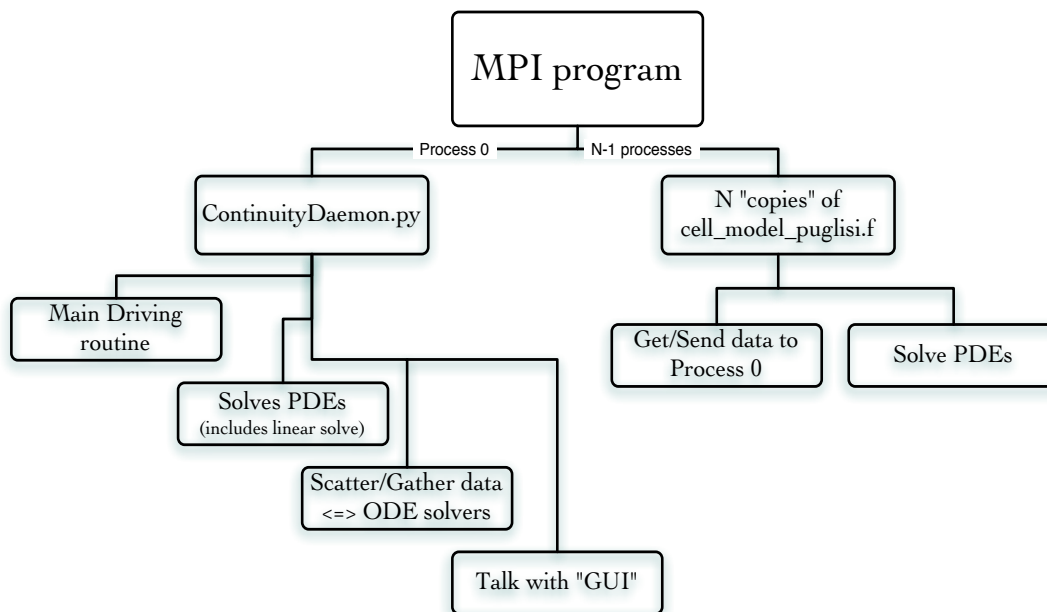 MPI program
Process 0
N-1 processes
ContinuityDaemon.py
N "copies" of
cell_model_puglisi.f
Main Driving
routine
Solves PDEs
(includes linear solve)
Scatter/Gather data
<=> ODE solvers
Talk with "GUI"
Get/Send data to
Process 0
Solve PDEs